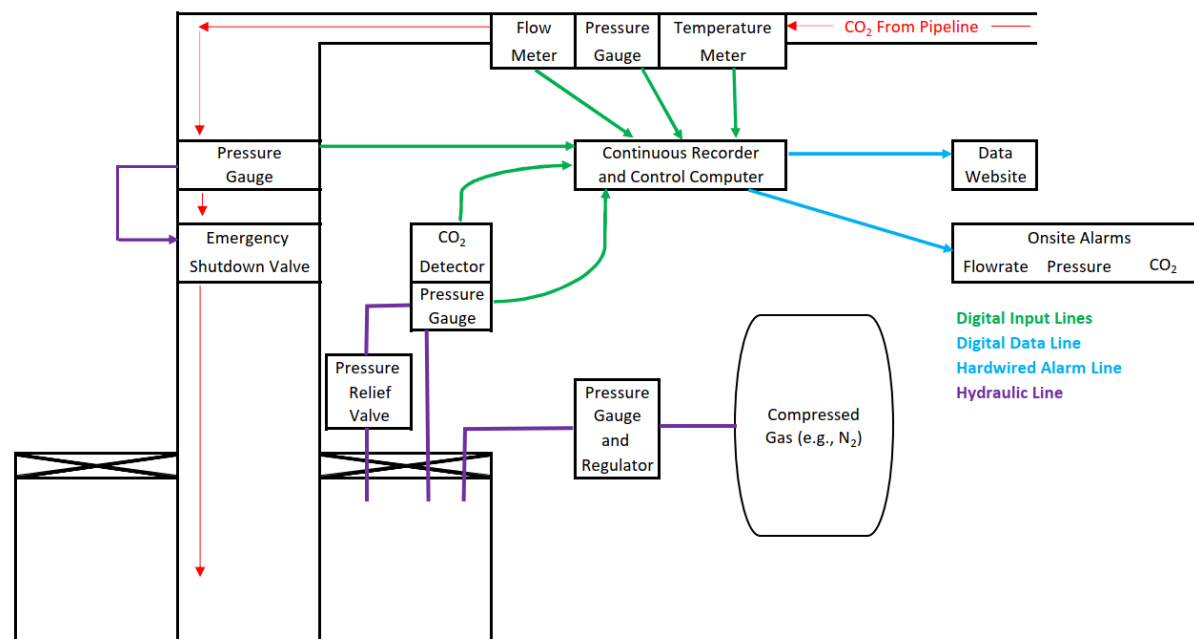 Flow
Meter
Pressure
Gauge
Temperature
Meter
CO2 From Pipeline
Pressure
Gauge
Continuous Recorder
and Control Computer
Data
Website
Emergency
Shutdown Valve
CO2
Detector
Pressure
Gauge
Onsite Alarms
Flowrate Pressure CO2
Digital Input Lines
Digital Data Line
Hardwired Alarm Line
Hydraulic Line
Pressure
Relief
Valve
Pressure
Gauge
and
Regulator
Compressed
Gas (e.g., N2)